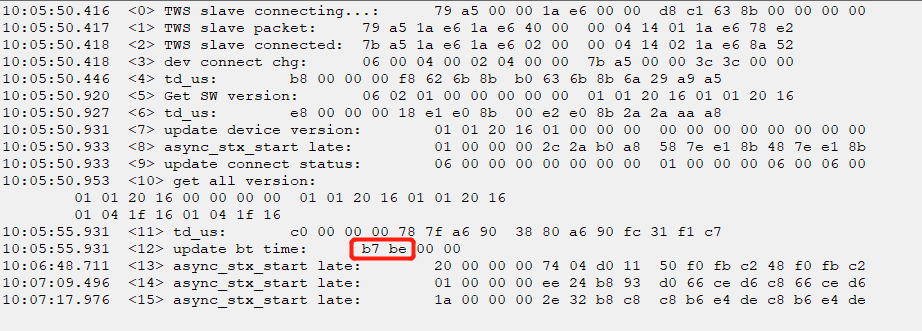 10:05:50.416 <0> TWS slave connecting...: 79 a5 00 00 1a e6 00 00 d8 c1 63 8b 00 00 00 00
10:05:50.417 <1> TWS slave packet: 79 a5 1a e6 1a e6 40 00 00 04 14 01 1a e6 78 e2
10:05:50.418 <2> TWS slave connected: 7b a5 1a e6 1a e6 02 00 00 04 14 02 1a e6 8a 52
10:05:50.418 <3> dev connect chg: 06 00 04 00 02 04 00 00 7b a5 00 00 3c 3c 00 00
10:05:50.446 <4> td_us: b8 00 00 00 f8 62 6b 8b b0 63 6b 8b 6a 29 a9 a5
10:05:50.920 <5> Get SW version: 06 02 01 00 00 00 00 00 01 01 20 16 01 01 20 16
10:05:50.927 <6> td_us: e8 00 00 00 18 e1 e0 8b 00 e2 e0 8b 2a 2a aa a8
10:05:50.931 <7> update device version: 01 01 20 16 01 00 00 00 00 00 00 00 00 00 00 00
10:05:50.933 <8> async_stx_start late: 01 00 00 00 2c 2a b0 a8 58 7e e1 8b 48 7e e1 8b
10:05:50.933 <9> update connect status: 06 00 00 00 00 00 00 00 01 00 00 00 06 00 06 00
10:05:50.953 <10> get all version:
01 01 20 16 00 00 00 00 01 01 20 16 01 01 20 16
01 04 1f 16 01 04 1f 16
10:05:55.931 <11> td_us: c0 00 00 00 78 7f a6 90 38 80 a6 90 fc 31 f1 c7
10:05:55.931 <12> update bt time: b7 be 00 00
10:06:48.711 <13> async_stx_start late: 20 00 00 00 74 04 d0 11 50 f0 fb c2 48 f0 fb c2
10:07:09.496 <14> async_stx_start late: 01 00 00 00 ee 24 b8 93 d0 66 ce d6 c8 66 ce d6
10:07:17.976 <15> async_stx_start late: 1a 00 00 00 2e 32 b8 c8 c8 b6 e4 de c8 b6 e4 de